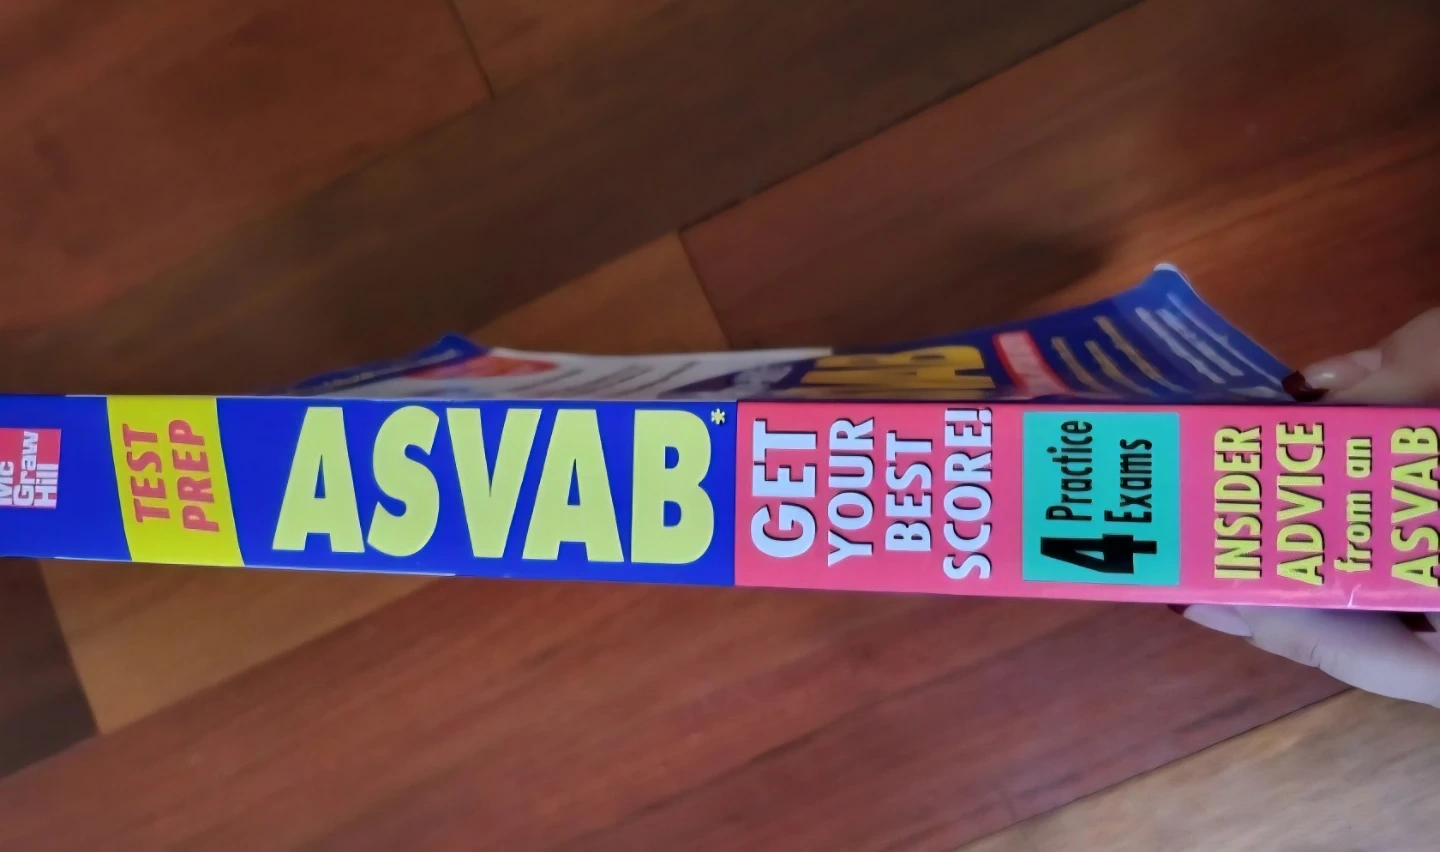 Mc
Graw
Hill
TEST
PREP
ASVAB*
GET
YOUR
BEST
SCORE!
4 Practice
Exams
INSIDER
ADVICE
from an
ASVAB